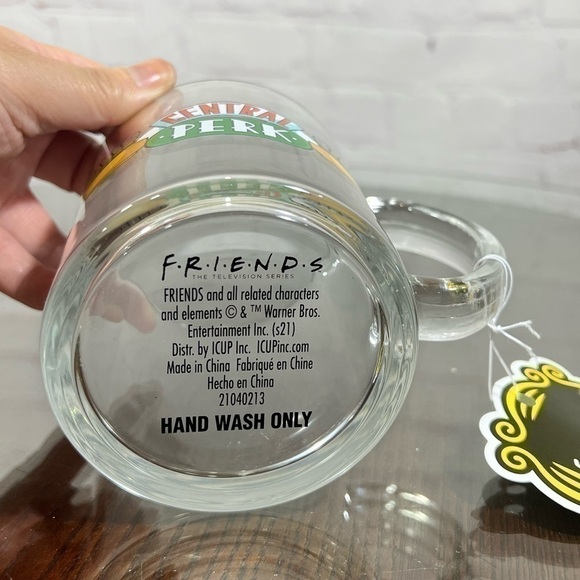 CENTRAL
PERK
F·R·I·E·N·D·S
THE TELEVISION SERIES
FRIENDS and all related characters
and elements © & ™ Warner Bros.
Entertainment Inc. (s21)
Distr. by ICUP Inc. ICUPinc.com
Made in China Fabriqué en Chine
Hecho en China
21040213
HAND WASH ONLY